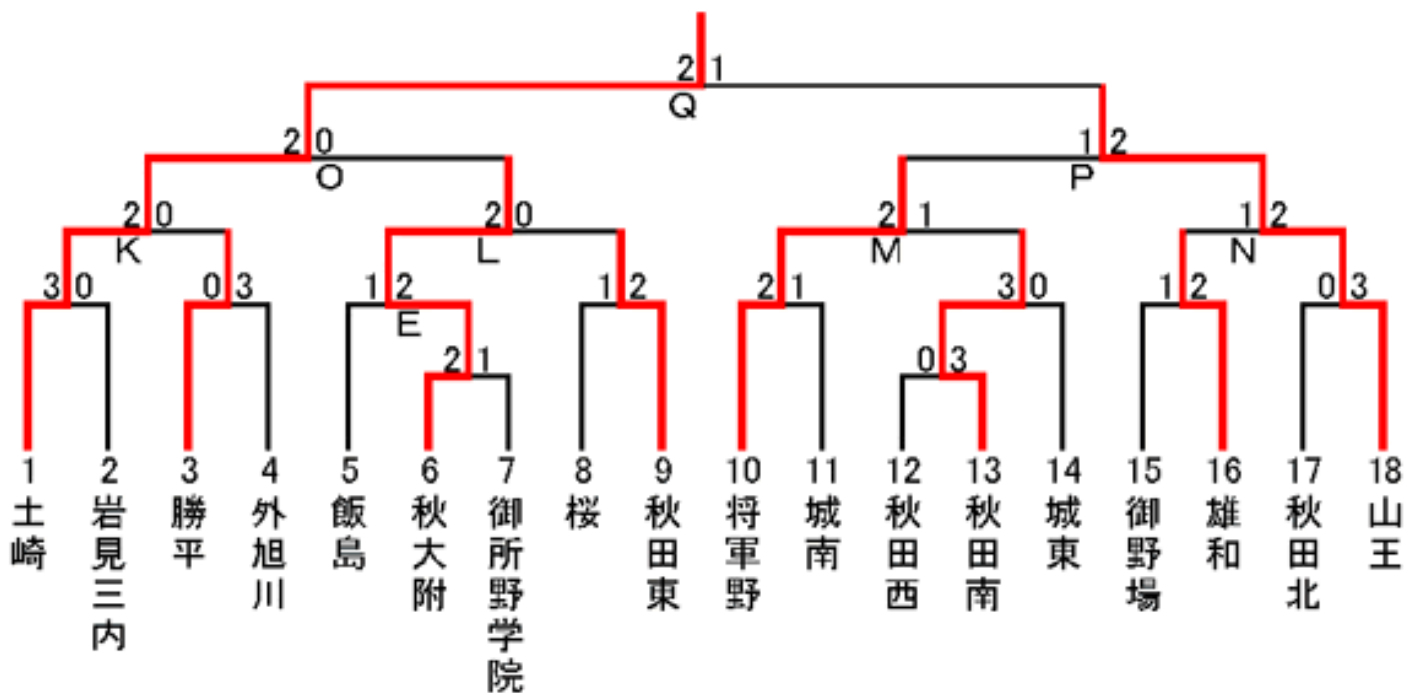 2 1
Q
2 0
1 2
O
P
2 0
2 0
2 1
1 2
K
L
M
N
3 0
0 3
1 2
1 2
2 1
3 0
1 2
0 3
E
2 1
0 3
1 2 3 4 5 6 7 8 9 10 11 12 13 14 15 16 17 18
土崎
岩見三内
勝平
外旭川
飯島
秋大附
御所野学院
桜
秋田東
将軍野
城南
秋田西
秋田南
城東
御野場
雄和
秋田北
山王